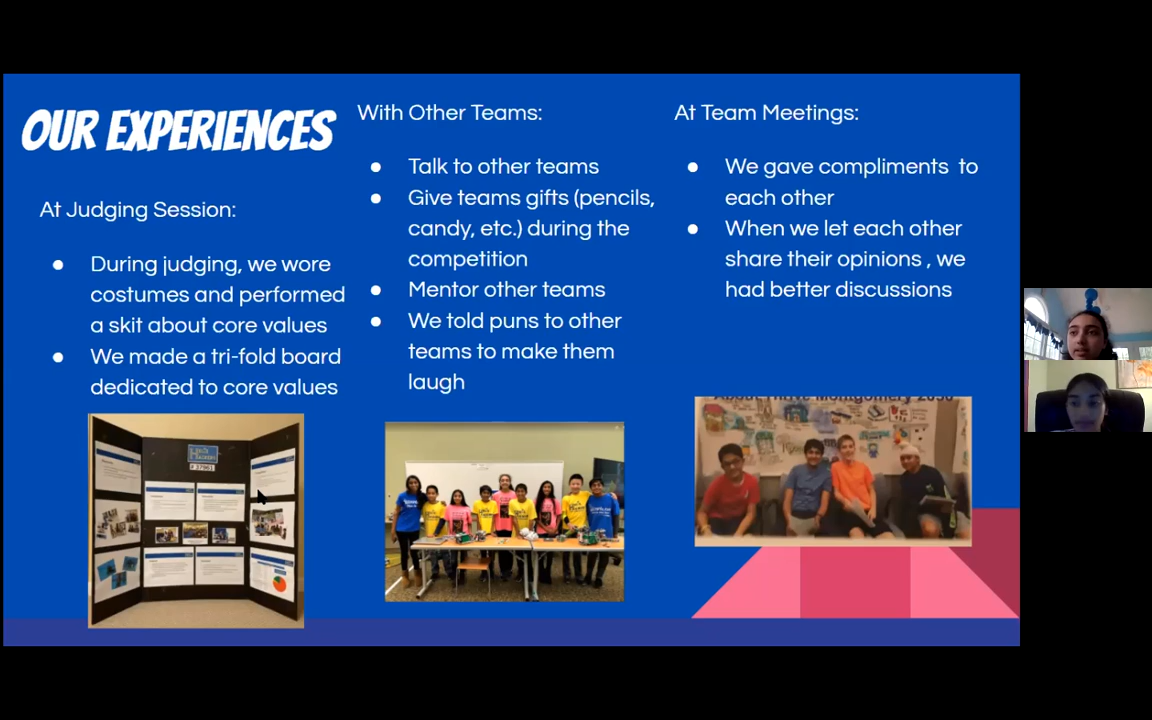 OUR EXPERIENCES
At Judging Session:
● During judging, we wore
costumes and performed
a skit about core values
● We made a tri-fold board
dedicated to core values
With Other Teams:
● Talk to other teams
● Give teams gifts (pencils,
candy, etc.) during the
competition
● Mentor other teams
● We told puns to other
teams to make them
laugh
At Team Meetings:
● We gave compliments to
each other
● When we let each other
share their opinions , we
had better discussions